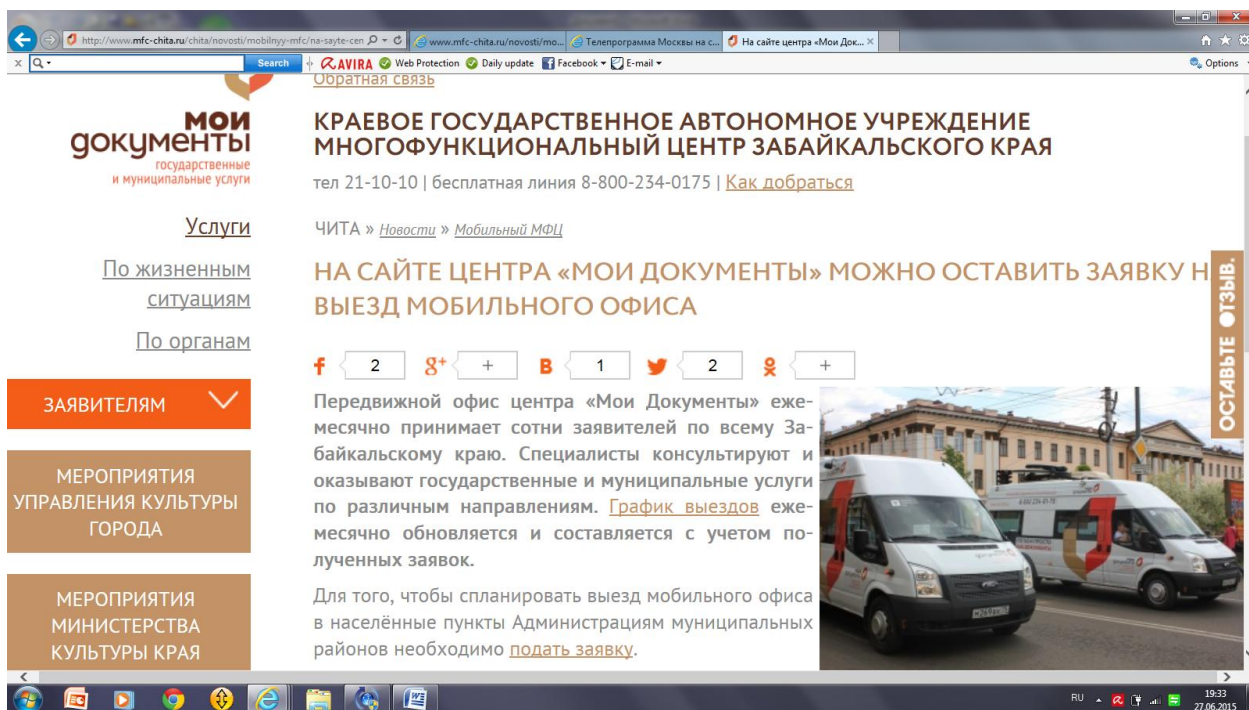 http://www.mfc-chita.ru/chita/novosti/mobilnyy-mfc/na-sayte-cen
www.mfc-chita.ru/novosti/mo...
Телепрограмма Москвы на с...
На сайте центра «Мои Док...
Search
AVIRA
Web Protection
Daily update
Facebook
E-mail
Options
Обратная связь
мои
документы
государственные
и муниципальные услуги
КРАЕВОЕ ГОСУДАРСТВЕННОЕ АВТОНОМНОЕ УЧРЕЖДЕНИЕ
МНОГОФУНКЦИОНАЛЬНЫЙ ЦЕНТР ЗАБАЙКАЛЬСКОГО КРАЯ
тел 21-10-10 | бесплатная линия 8-800-234-0175 | Как добраться
Услуги
По жизненным
ситуациям
По органам
ЗАЯВИТЕЛЯМ
МЕРОПРИЯТИЯ
УПРАВЛЕНИЯ КУЛЬТУРЫ
ГОРОДА
МЕРОПРИЯТИЯ
МИНИСТЕРСТВА
КУЛЬТУРЫ КРАЯ
ЧИТА » Новости » Мобильный МФЦ
НА САЙТЕ ЦЕНТРА «МОИ ДОКУМЕНТЫ» МОЖНО ОСТАВИТЬ ЗАЯВКУ Н
ВЫЕЗД МОБИЛЬНОГО ОФИСА
f 2 g+ + B 1 2 +
Передвижной офис центра «Мои Документы» еже-
месячно принимает сотни заявителей по всему За-
байкальскому краю. Специалисты консультируют и
оказывают государственные и муниципальные услуги
по различным направлениям. График выездов еже-
месячно обновляется и составляется с учетом по-
лученных заявок.
Для того, чтобы спланировать выезд мобильного офиса
в населённые пункты Администрациям муниципальных
районов необходимо подать заявку.
ОСТАВЬТЕ ОТЗЫВ.
RU
19:33
27.06.2015